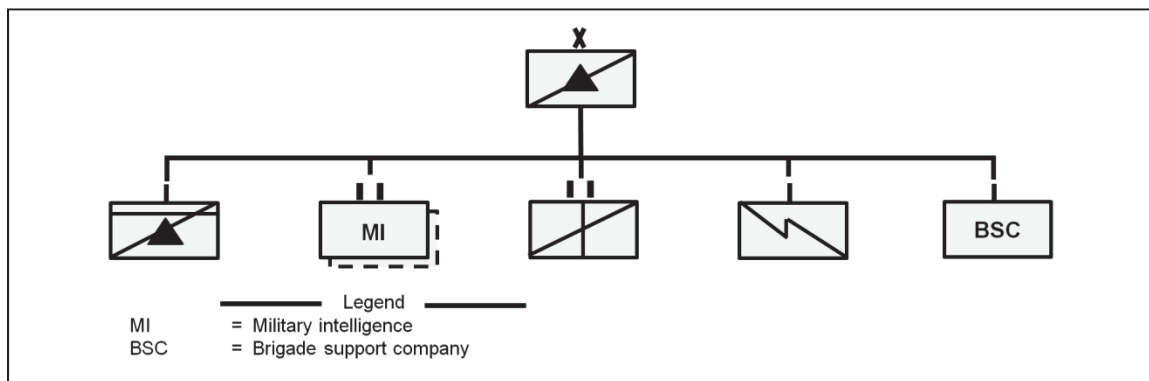 X
MI
BSC
Legend
MI = Military intelligence
BSC = Brigade support company